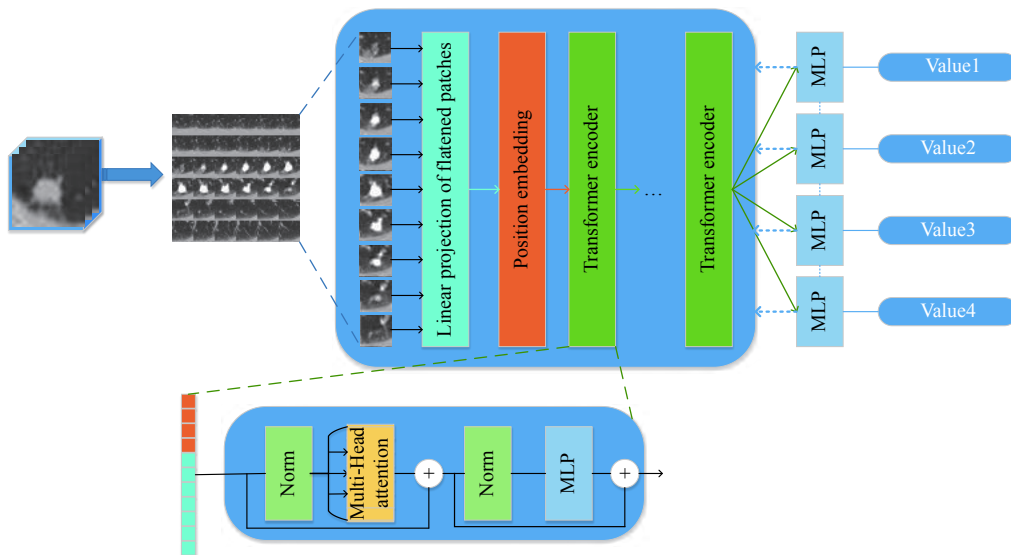 Linear projection of flatened patches
Position embedding
Transformer encoder
...
Transformer encoder
MLP
Value1
MLP
Value2
MLP
Value3
MLP
Value4
Norm
Multi-Head
attention
+
Norm
MLP
+